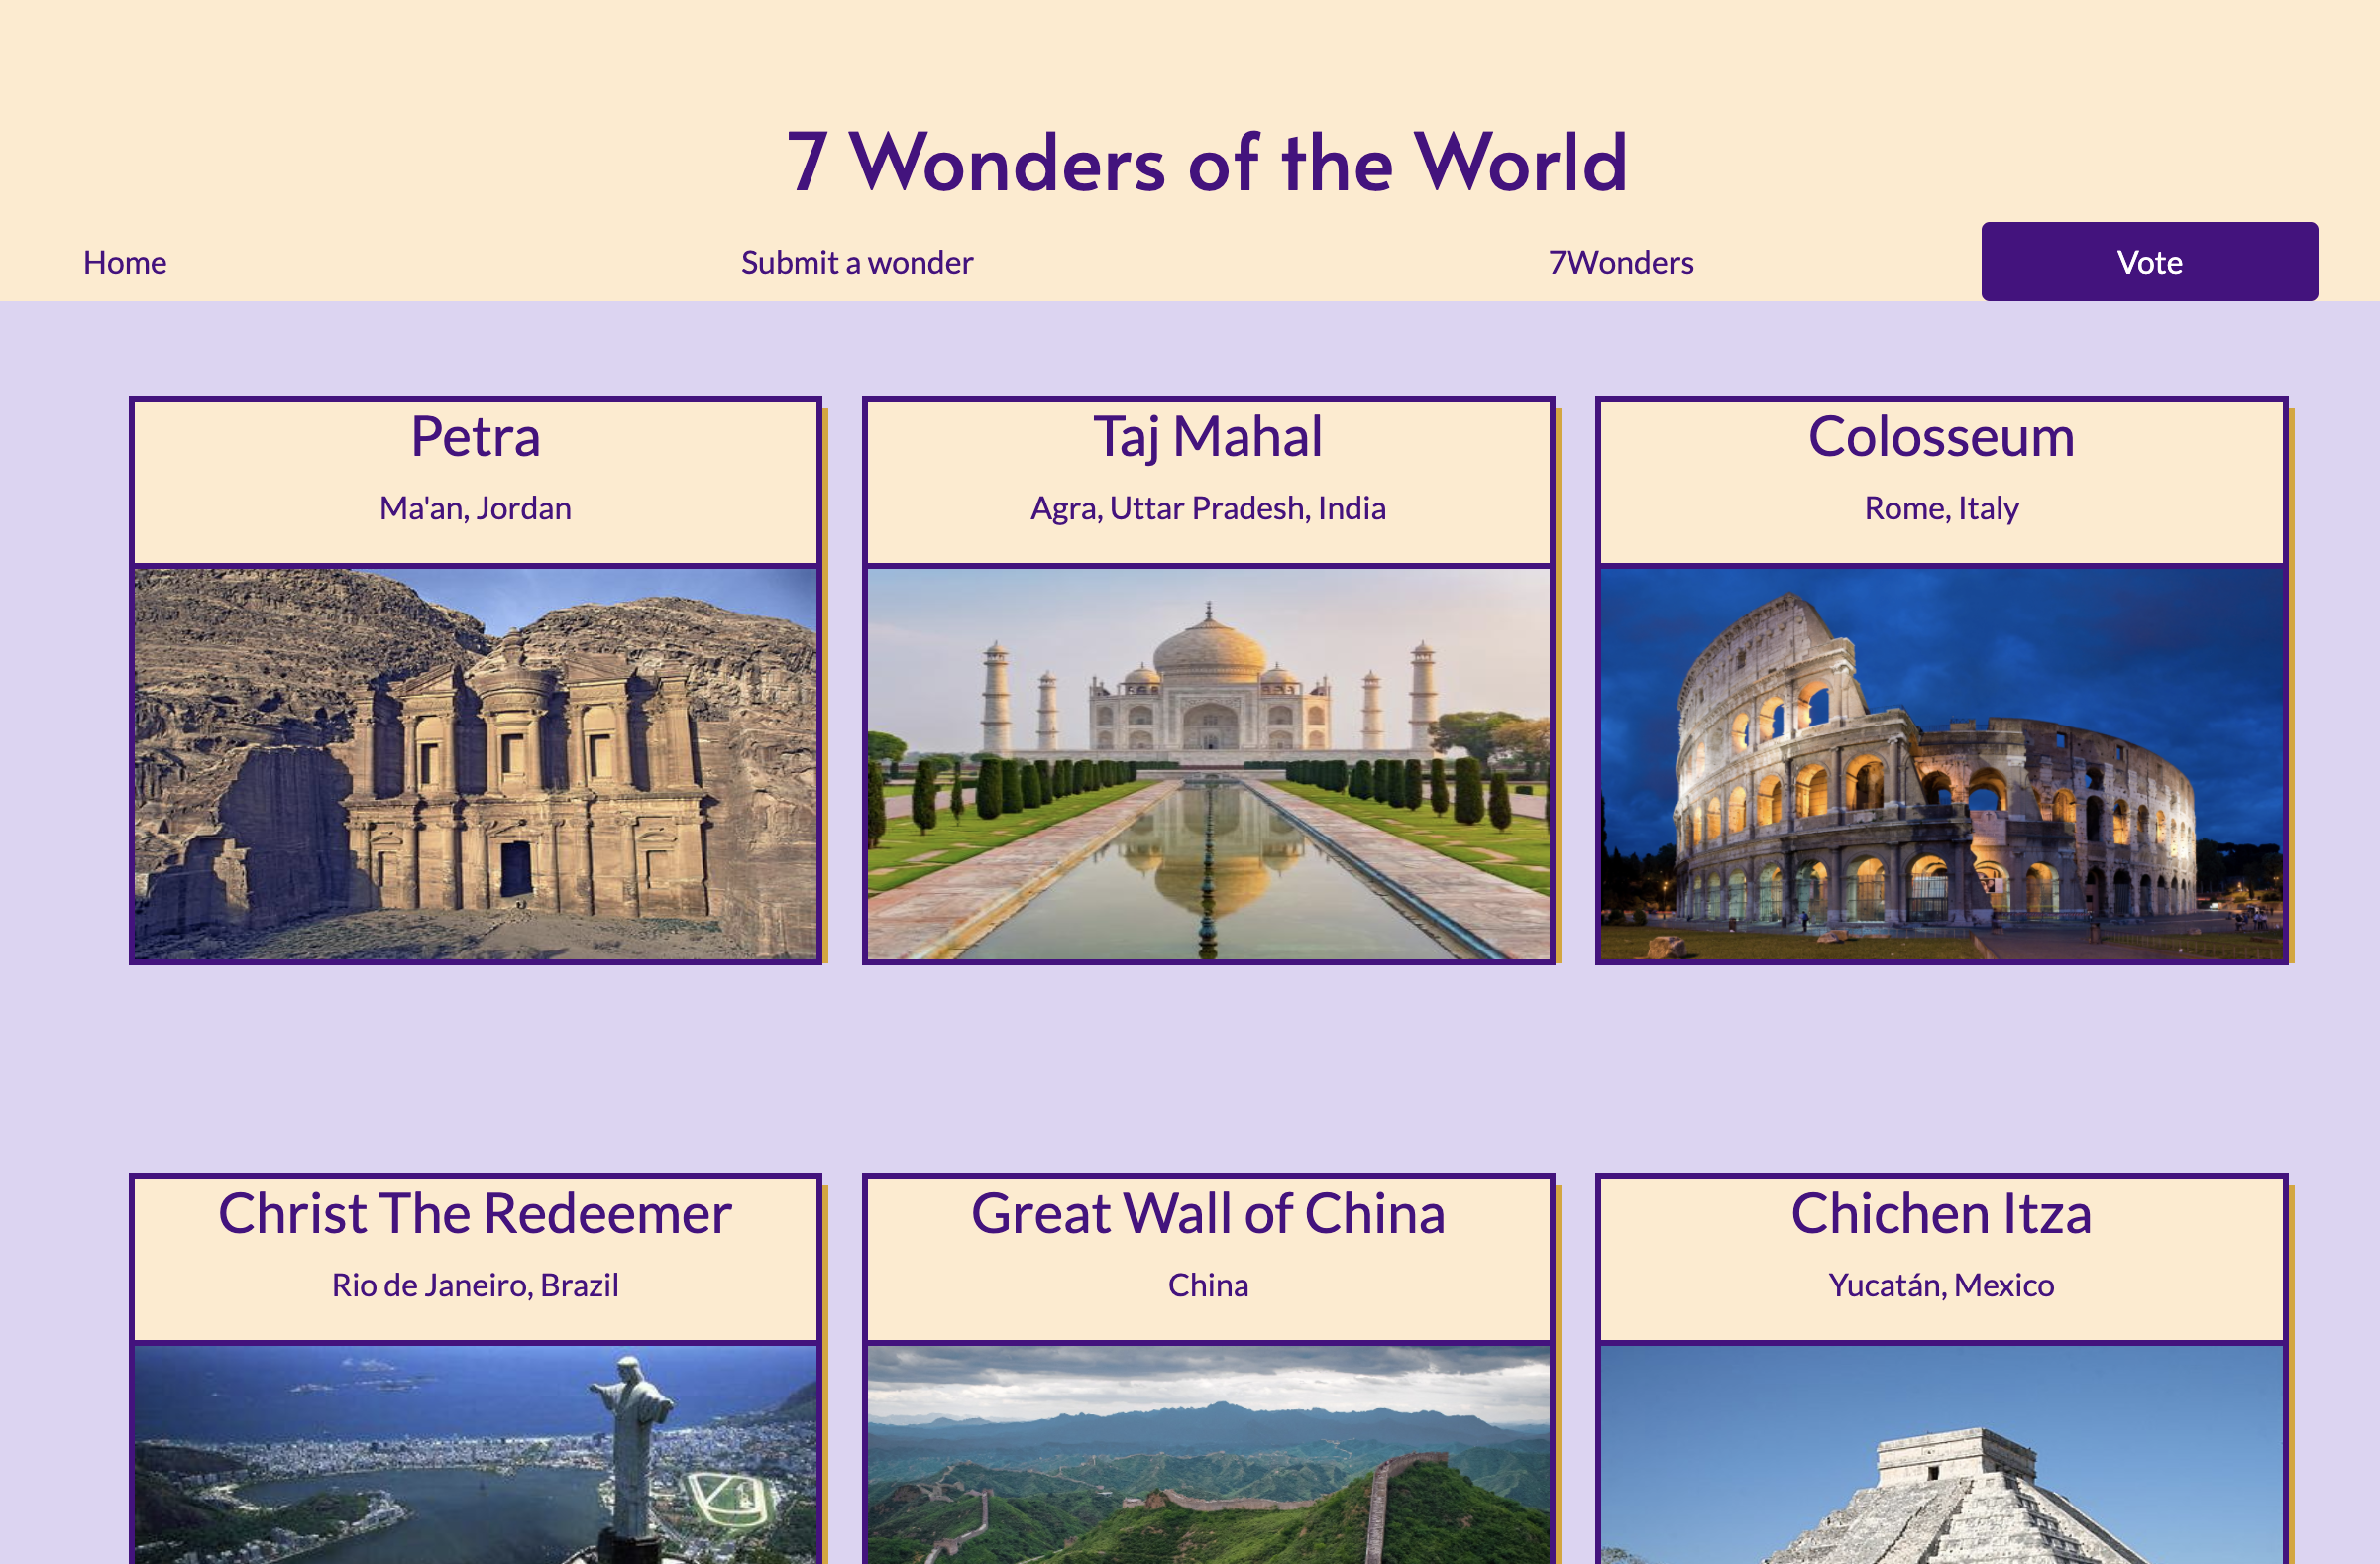 7 Wonders of the World
Home
Submit a wonder
7Wonders
Vote
Petra
Ma'an, Jordan
Taj Mahal
Agra, Uttar Pradesh, India
Colosseum
Rome, Italy
Christ The Redeemer
Rio de Janeiro, Brazil
Great Wall of China
China
Chichen Itza
Yucatán, Mexico